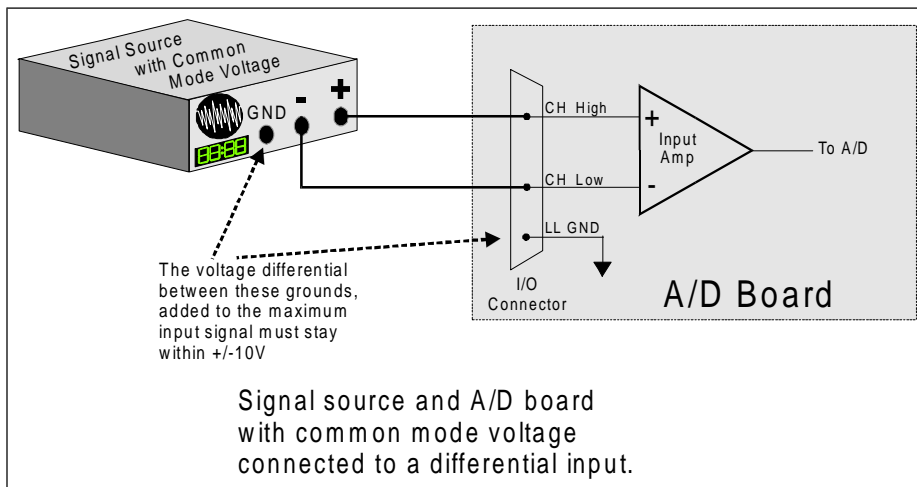 Signal Source
with Common
Mode Voltage
GND
-
+
88:88
CH High
+
Input
Amp
To A/D
CH Low
-
LL GND
The voltage differential
between these grounds,
added to the maximum
input signal must stay
within +/-10V
I/O
Connector
A/D Board
Signal source and A/D board
with common mode voltage
connected to a differential input.